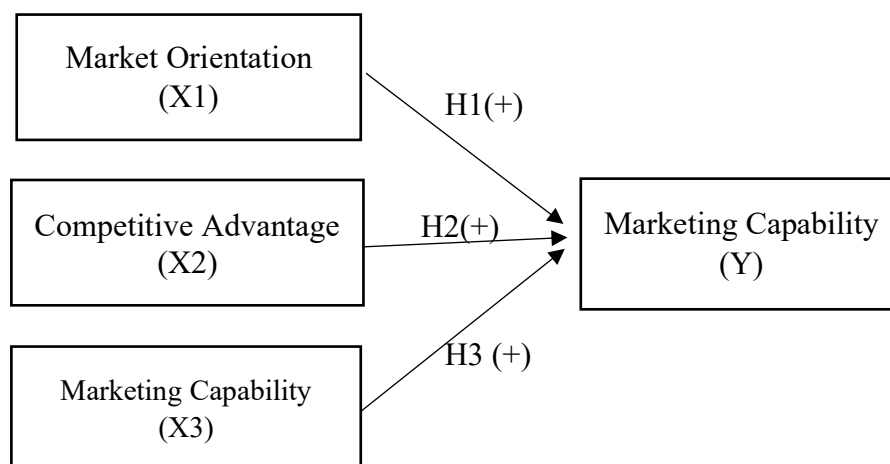 Market Orientation
(X1)
H1(+)
Competitive Advantage
(X2)
H2(+)
Marketing Capability
(Y)
H3 (+)
Marketing Capability
(X3)